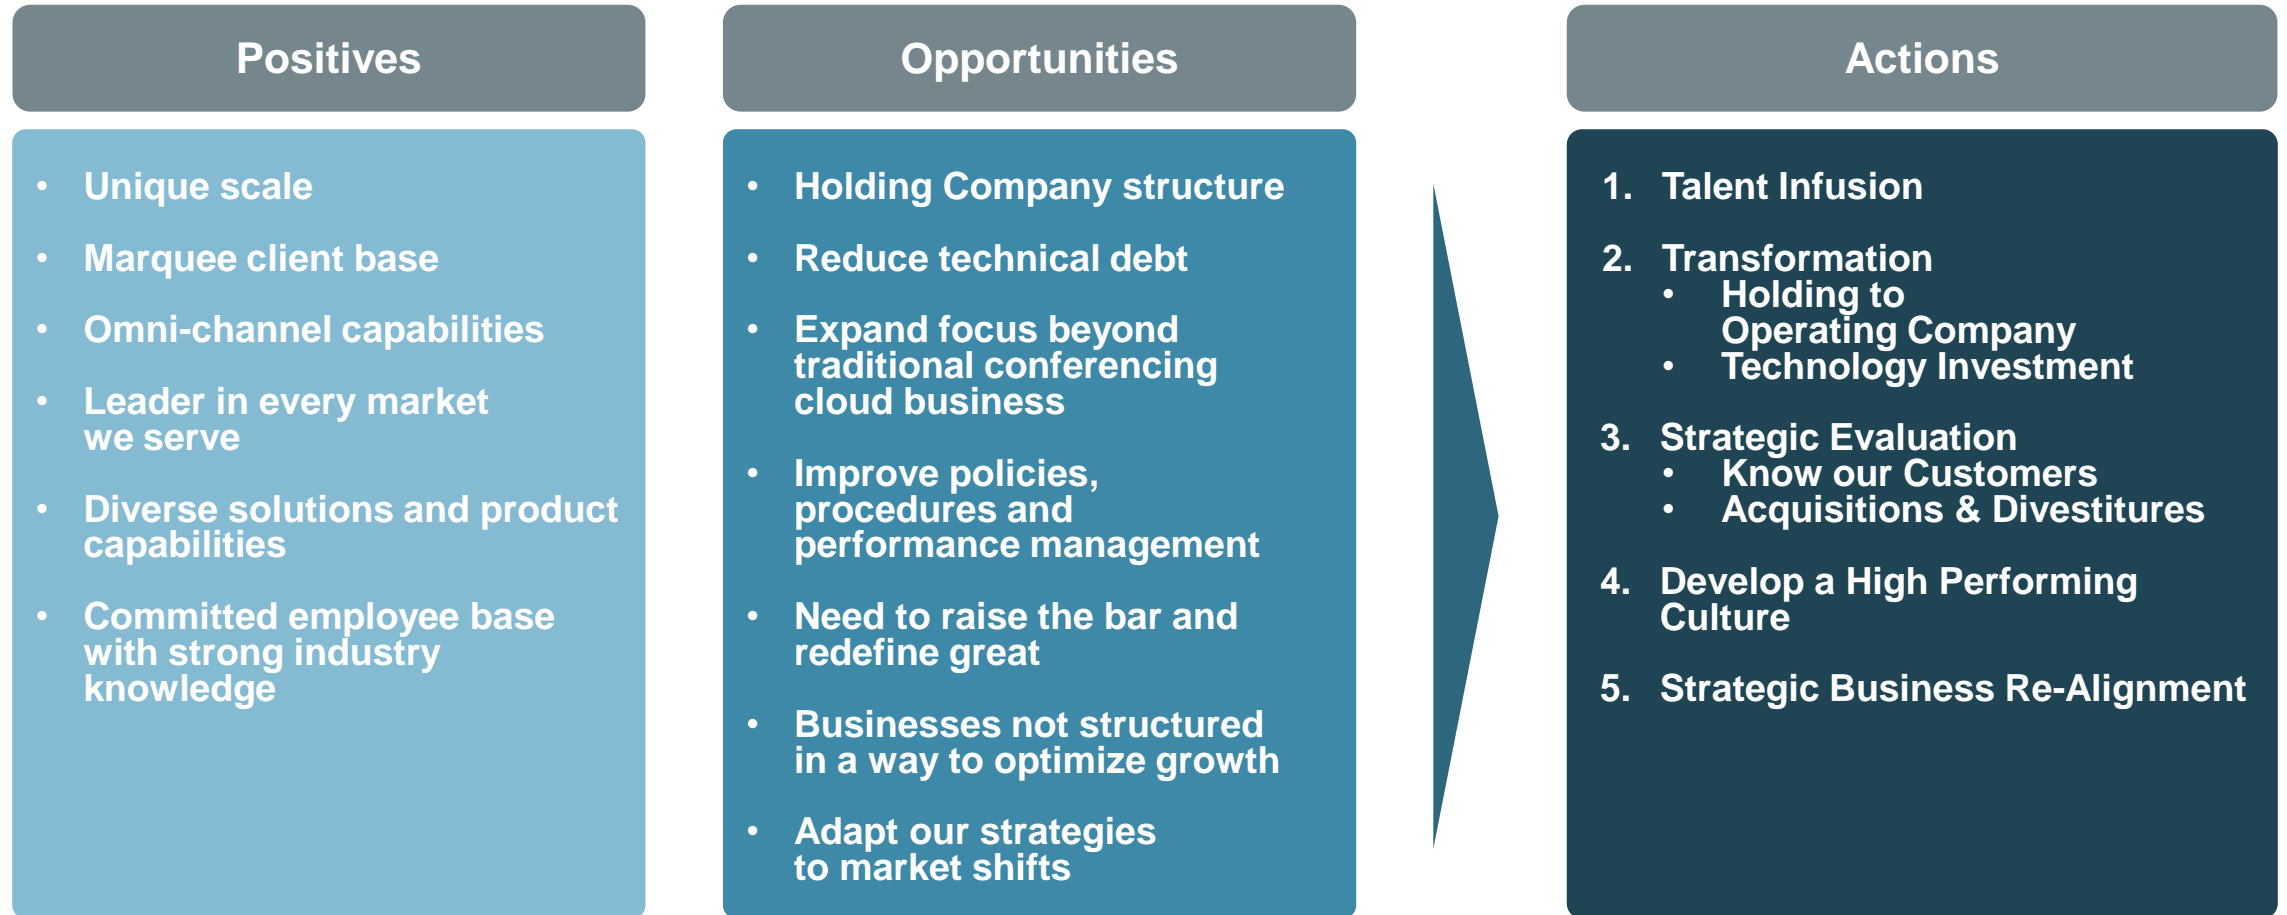 Positives
• Unique scale
• Marquee client base
• Omni-channel capabilities
• Leader in every market
we serve
• Diverse solutions and product
capabilities
• Committed employee base
with strong industry
knowledge
Opportunities
• Holding Company structure
• Reduce technical debt
• Expand focus beyond
traditional conferencing
cloud business
• Improve policies,
procedures and
performance management
• Need to raise the bar and
redefine great
• Businesses not structured
in a way to optimize growth
• Adapt our strategies
to market shifts
Actions
1. Talent Infusion
2. Transformation
• Holding to
Operating Company
• Technology Investment
3. Strategic Evaluation
• Know our Customers
• Acquisitions & Divestitures
4. Develop a High Performing
Culture
5. Strategic Business Re-Alignment